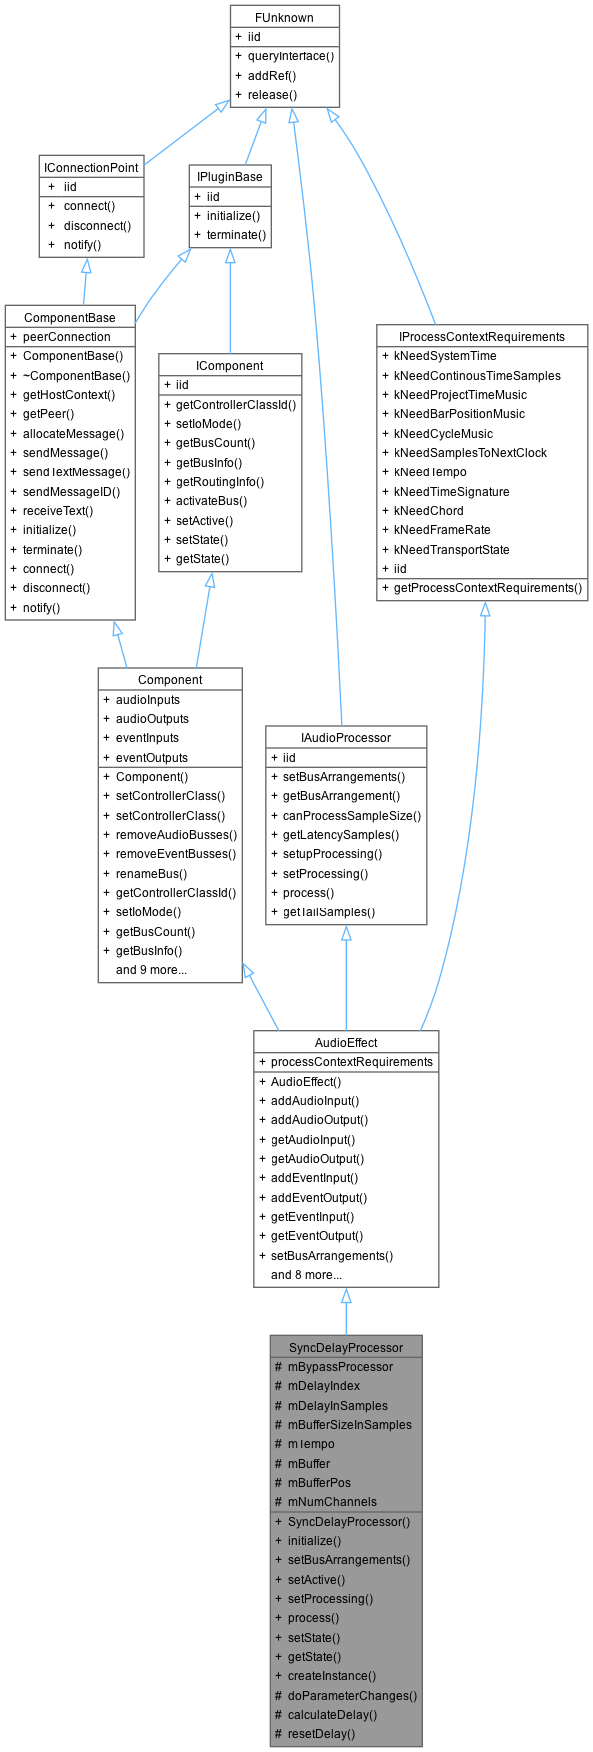 FUnknown
+ iid
+ queryInterface()
+ addRef()
+ release()
IConnectionPoint
+ iid
+ connect()
+ disconnect()
+ notify()
IPluginBase
+ iid
+ initialize()
+ terminate()
ComponentBase
+ peerConnection
+ ComponentBase()
+ ~ComponentBase()
+ getHostContext()
+ getPeer()
+ allocateMessage()
+ sendMessage()
+ sendTextMessage()
+ sendMessageID()
+ receiveText()
+ initialize()
+ terminate()
+ connect()
+ disconnect()
+ notify()
IComponent
+ iid
+ getControllerClassId()
+ setIoMode()
+ getBusCount()
+ getBusInfo()
+ getRoutingInfo()
+ activateBus()
+ setActive()
+ setState()
+ getState()
IProcessContextRequirements
+ kNeedSystemTime
+ kNeedContinousTimeSamples
+ kNeedProjectTimeMusic
+ kNeedBarPositionMusic
+ kNeedCycleMusic
+ kNeedSamplesToNextClock
+ kNeedTempo
+ kNeedTimeSignature
+ kNeedChord
+ kNeedFrameRate
+ kNeedTransportState
+ iid
+ getProcessContextRequirements()
Component
+ audioInputs
+ audioOutputs
+ eventInputs
+ eventOutputs
+ Component()
+ setControllerClass()
+ setControllerClass()
+ removeAudioBusses()
+ removeEventBusses()
+ renameBus()
+ getControllerClassId()
+ setIoMode()
+ getBusCount()
+ getBusInfo()
and 9 more...
IAudioProcessor
+ iid
+ setBusArrangements()
+ getBusArrangement()
+ canProcessSampleSize()
+ getLatencySamples()
+ setupProcessing()
+ setProcessing()
+ process()
+ getTailSamples()
AudioEffect
+ processContextRequirements
+ AudioEffect()
+ addAudioInput()
+ addAudioOutput()
+ getAudioInput()
+ getAudioOutput()
+ addEventInput()
+ addEventOutput()
+ getEventInput()
+ getEventOutput()
+ setBusArrangements()
and 8 more...
SyncDelayProcessor
# mBypassProcessor
# mDelayIndex
# mDelayInSamples
# mBufferSizeInSamples
# mTempo
# mBuffer
# mBufferPos
# mNumChannels
+ SyncDelayProcessor()
+ initialize()
+ setBusArrangements()
+ setActive()
+ setProcessing()
+ process()
+ setState()
+ getState()
+ createInstance()
# doParameterChanges()
# calculateDelay()
# resetDelay()